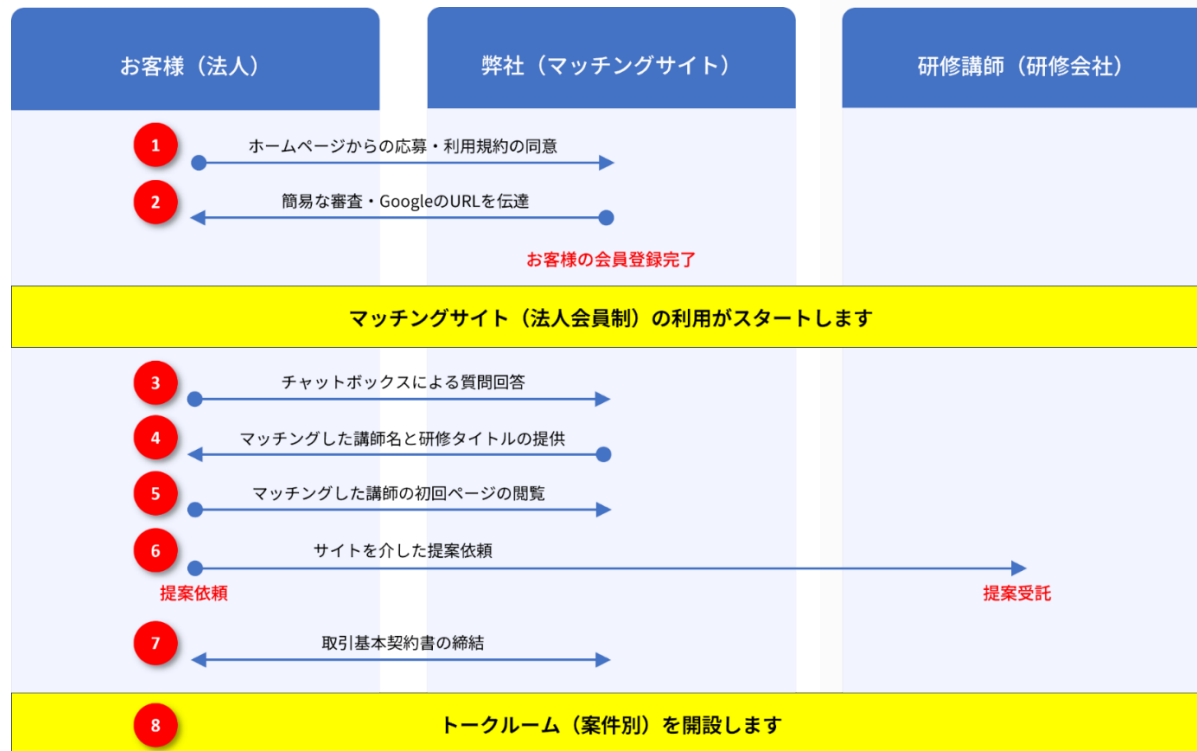 お客様（法人）
弊社（マッチングサイト）
研修講師（研修会社）
1
ホームページからの応募・利用規約の同意
2
簡易な審査・GoogleのURLを伝達
お客様の会員登録完了
マッチングサイト（法人会員制）の利用がスタートします
3
チャットボックスによる質問回答
4
マッチングした講師名と研修タイトルの提供
5
マッチングした講師の初回ページの閲覧
6
サイトを介した提案依頼
提案依頼
提案受託
7
取引基本契約書の締結
8
トークルーム（案件別）を開設します